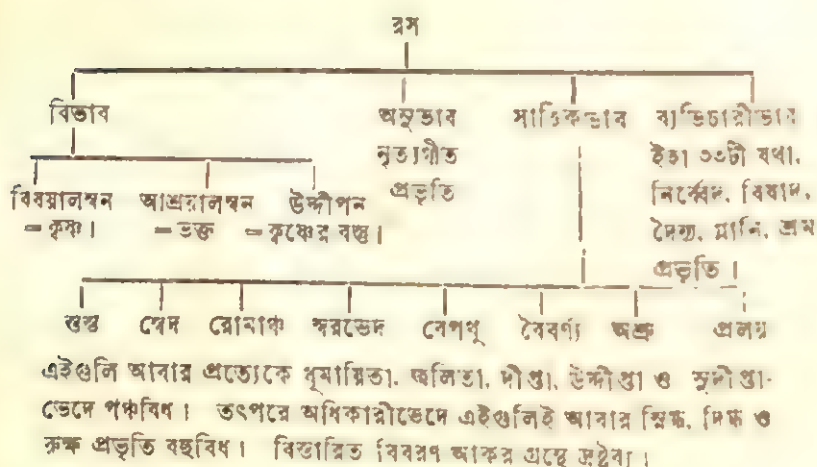 রস
বিভাব অনুভাব সাত্ত্বিকভাব ব্যভিচারীভাব
নৃত্যগীত ইহা ৩৩টী যথা,
বিষয়ালম্বন আশ্রয়ালম্বন উদ্দীপন প্রভৃতি নির্ব্বেদ, বিষাদ,
=কৃষ্ণ। =ভক্ত =কৃষ্ণের বস্তু। দৈন্য, গ্লানি, শ্রম
প্রভৃতি।
স্তম্ভ স্বেদ রোমাঞ্চ স্বরভেদ বেপথু বৈবর্ণ্য অশ্রু প্রলয়
এইগুলি আবার প্রত্যেকে ধূমায়িতা, জ্বলিতা, দীপ্তা, উদ্দীপ্তা ও সুদীপ্তা-
ভেদে পঞ্চবিধ। তৎপরে অধিকারীভেদে এইগুলিই আবার স্নিগ্ধ, দিগ্ধ ও
রুক্ষ প্রভৃতি বহুবিধ। বিস্তারিত বিবরণ আকর গ্রন্থে দ্রষ্টব্য।